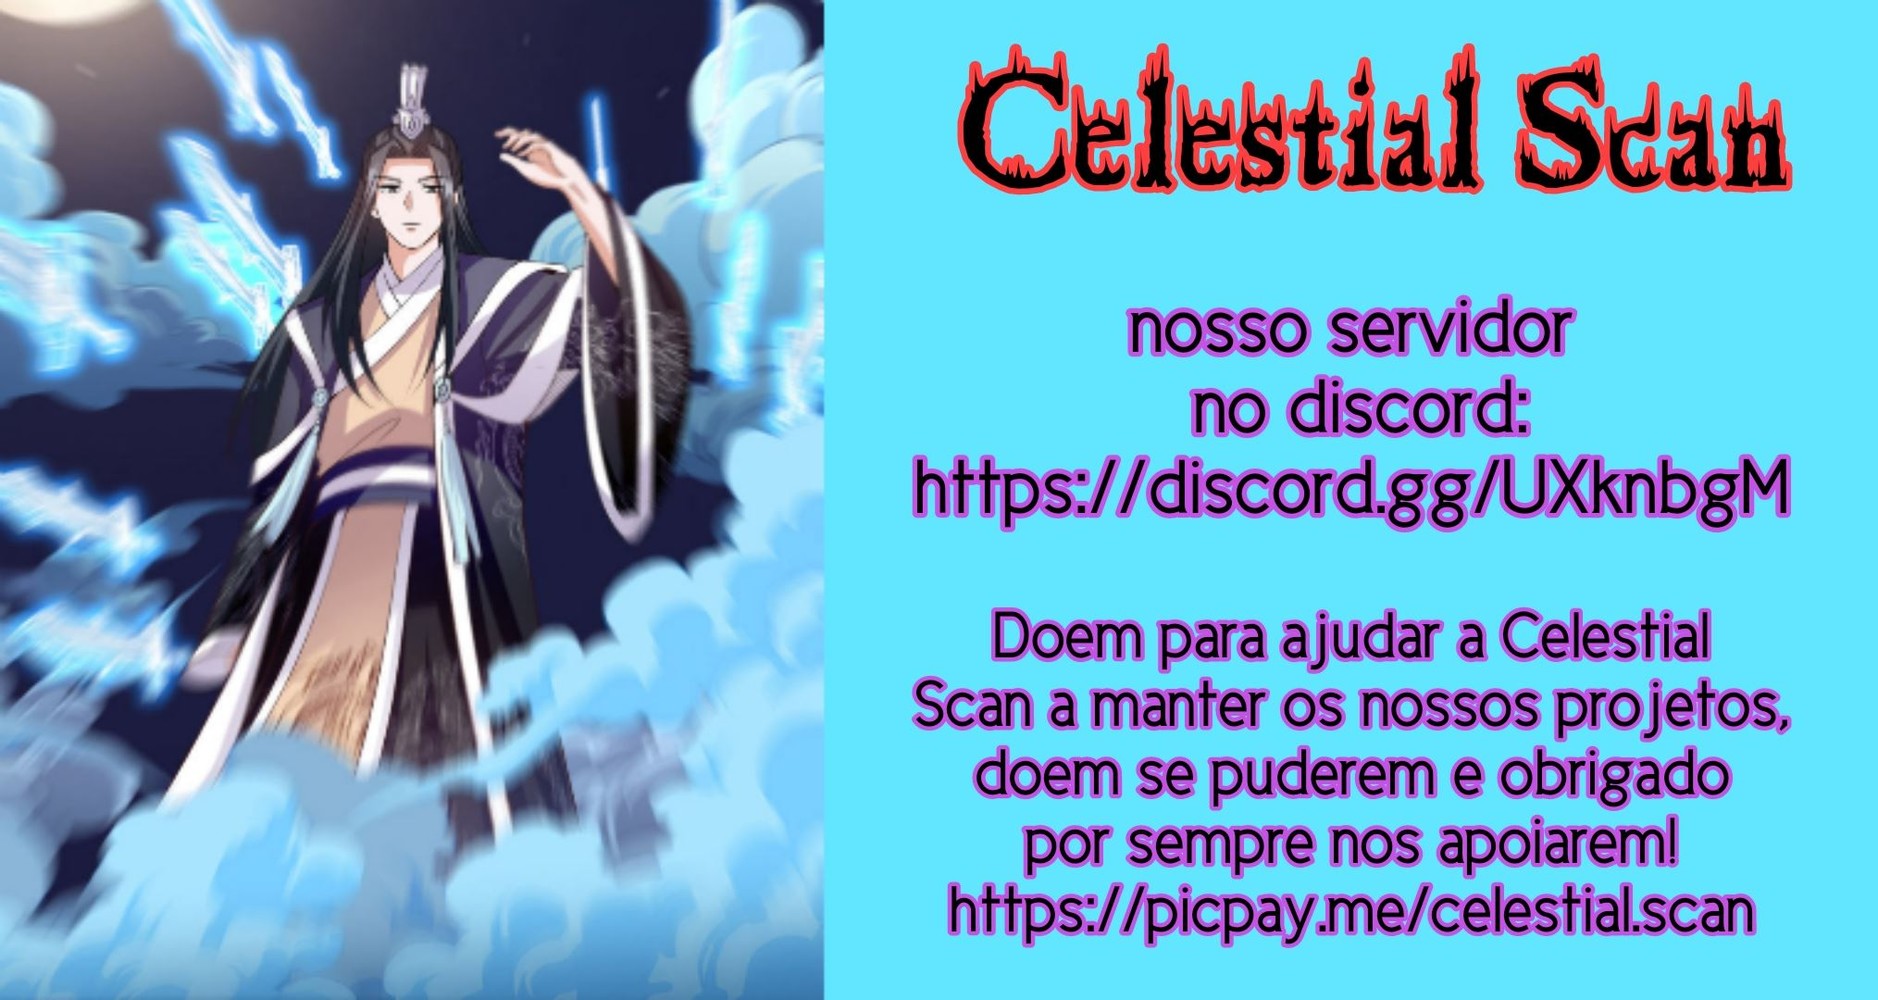 Celestial Scan
nosso servidor
no discord:
https://discord.gg/UXknbgM
Doem para ajudar a Celestial
Scan a manter os nossos projetos,
doem se puderem e obrigado
por sempre nos apoiarem!
https://picpay.me/celestial.scan